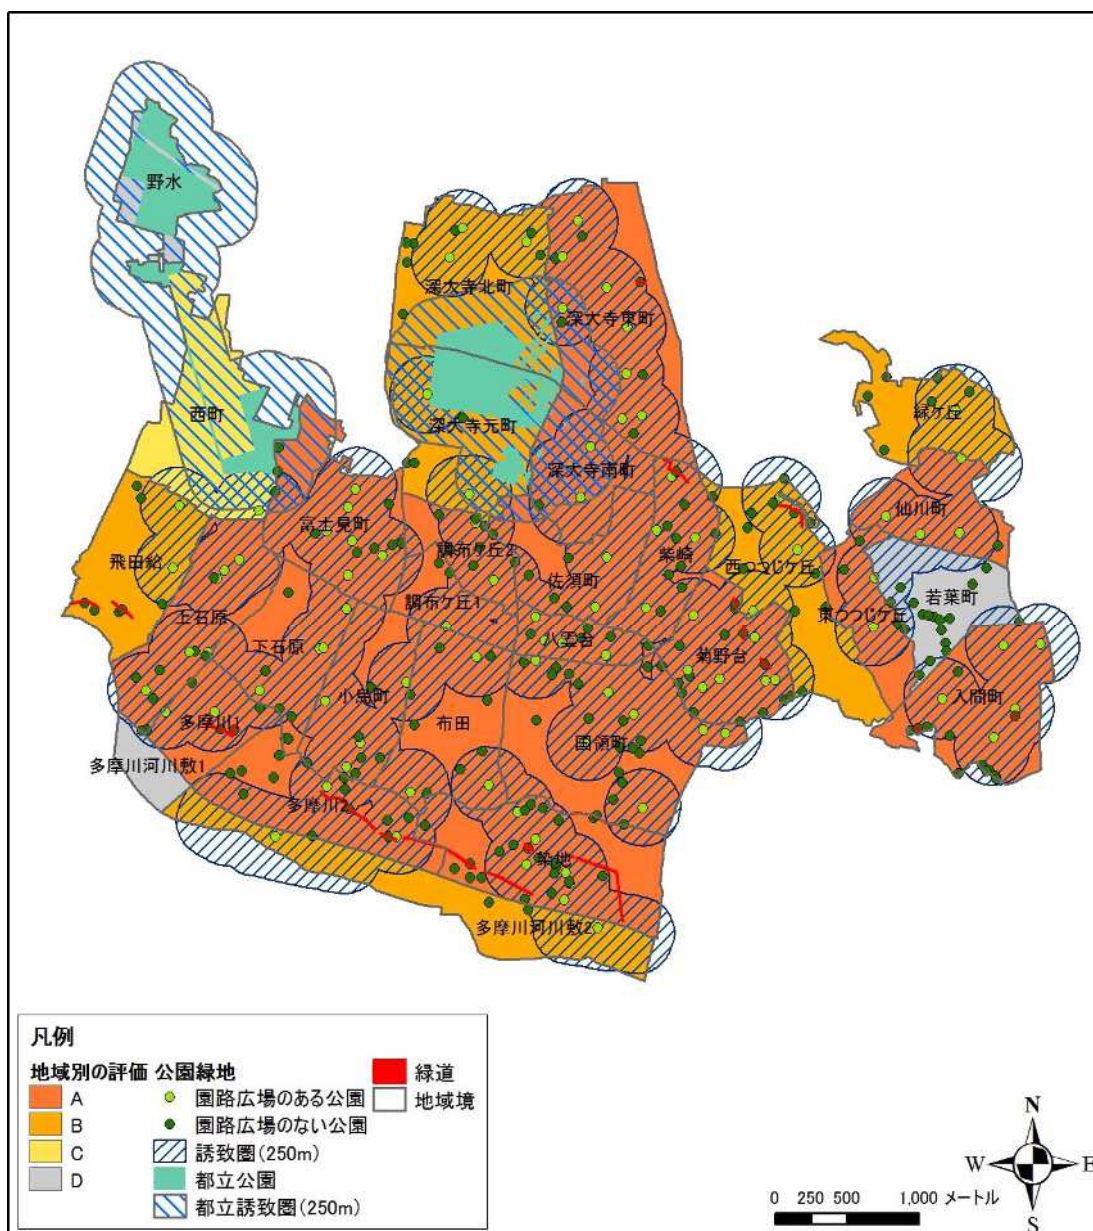 野水
深大寺北町
深大寺東町
緑ケ丘
西町
深大寺元町
深大寺南町
仙川町
富士見町
飛田給
調布ケ丘2
柴崎
西つつじケ丘
佐須町
若葉町
調布ケ丘1
上石原
東つつじケ丘
下石原
八雲台
菊野台
小島町
入間町
多摩川1
布田
国領町
多摩川河川敷1
多摩川2
染地
多摩川河川敷2
凡例
地域別の評価 公園緑地
緑道
A
園路広場のある公園
地域境
B
園路広場のない公園
C
誘致圏(250m)
D
都立公園
都立誘致圏(250m)
N
W
E
S
0 250 500 1,000 メートル